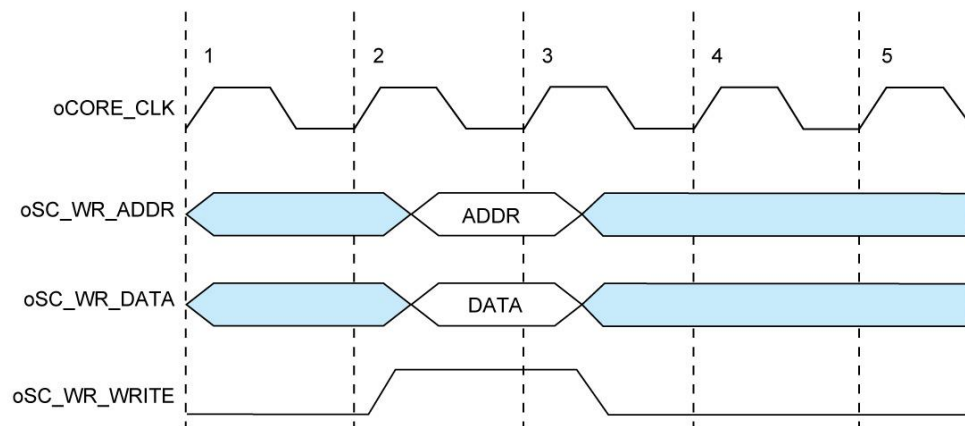 1 2 3 4 5
oCORE_CLK
oSC_WR_ADDR ADDR
oSC_WR_DATA DATA
oSC_WR_WRITE